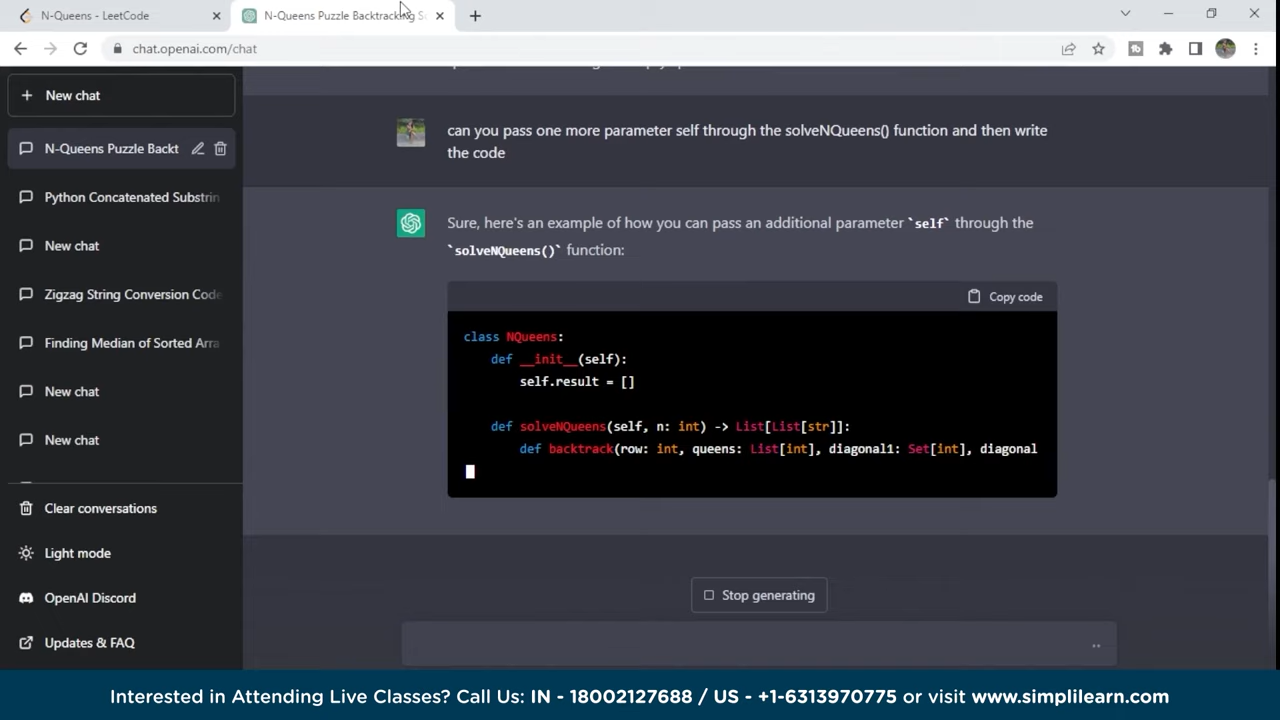 N-Queens - LeetCode
N-Queens Puzzle Backtracking S
chat.openai.com/chat
New chat
N-Queens Puzzle Backt
Python Concatenated Substrin
New chat
Zigzag String Conversion Code
Finding Median of Sorted Arra
New chat
New chat
Clear conversations
Light mode
OpenAI Discord
Updates & FAQ
can you pass one more parameter self through the solveNQueens() function and then write
the code
Sure, here's an example of how you can pass an additional parameter `self` through the
`solveNQueens()` function:
Copy code
class NQueens:
def __init__(self):
self.result = []
def solveNQueens(self, n: int) -> List[List[str]]:
def backtrack(row: int, queens: List[int], diagonal1: Set[int], diagonal
Stop generating
Interested in Attending Live Classes? Call Us: IN - 18002127688 / US - +1-6313970775 or visit www.simplilearn.com